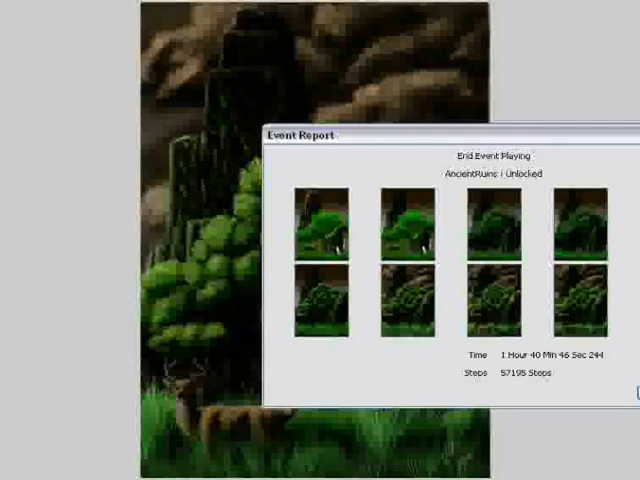 Event Report
End Event Playing
AncientRuins : Unlocked
Time 1 Hour 40 Min 46 Sec 244
Steps 57195 Steps